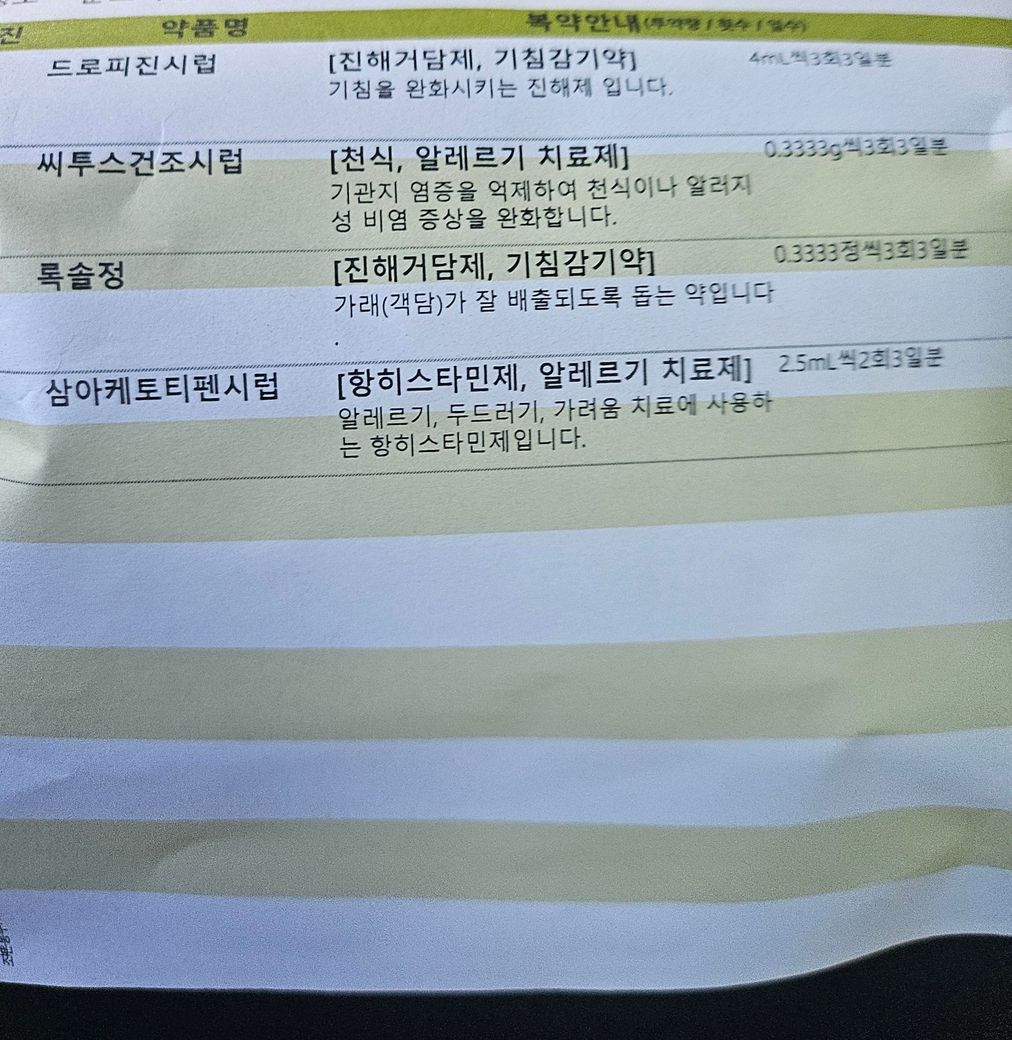 진 약품명 복약안내(투약량 / 횟수 / 일수)
드로피진시럽 [진해거담제, 기침감기약] 4mL씩3회3일분
기침을 완화시키는 진해제 입니다.
씨투스건조시럽 [천식, 알레르기 치료제] 0.3333g씩3회3일분
기관지 염증을 억제하여 천식이나 알러지
성 비염 증상을 완화합니다.
록솔정 [진해거담제, 기침감기약] 0.3333정씩3회3일분
가래(객담)가 잘 배출되도록 돕는 약입니다
.
삼아케토티펜시럽 [항히스타민제, 알레르기 치료제] 2.5mL씩2회3일분
알레르기, 두드러기, 가려움 치료에 사용하
는 항히스타민제입니다.